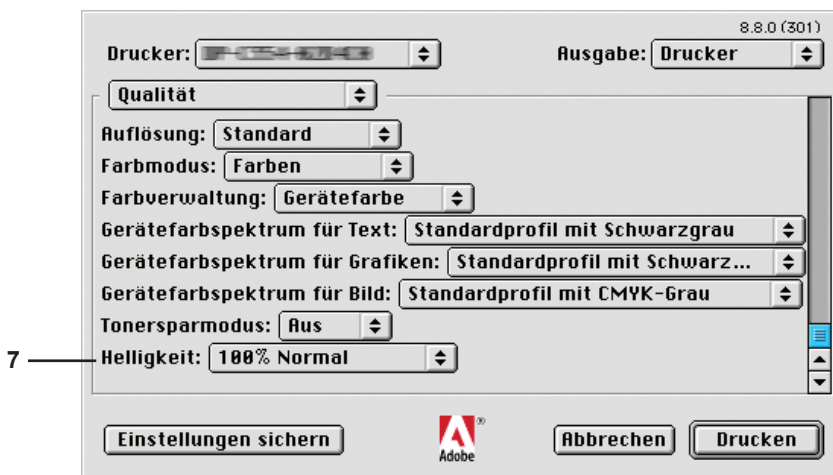 8.8.0 (301)
Drucker: Ausgabe: Drucker
Qualität
Auflösung: Standard
Farbmodus: Farben
Farbverwaltung: Gerätefarbe
Gerätefarbspektrum für Text: Standardprofil mit Schwarzgrau
Gerätefarbspektrum für Grafiken: Standardprofil mit Schwarz...
Gerätefarbspektrum für Bild: Standardprofil mit CMYK-Grau
Tonersparmodus: Aus
7 Helligkeit: 100% Normal
Einstellungen sichern Adobe ® Abbrechen Drucken